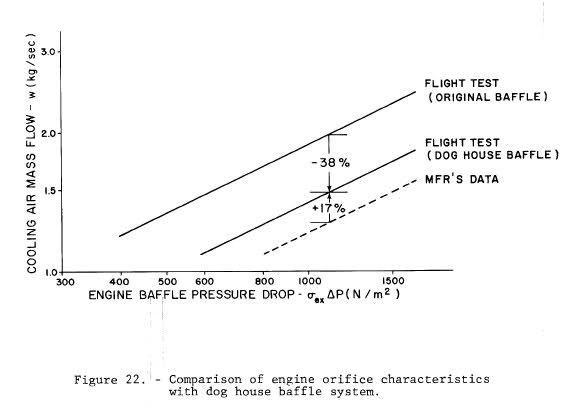 COOLING AIR MASS FLOW - w (kg/sec)
3.0
2.0
1.5
1.0
FLIGHT TEST
(ORIGINAL BAFFLE)
-38%
FLIGHT TEST
(DOG HOUSE BAFFLE)
MFR'S DATA
+17%
300 400 500 600 800 1000 1500
ENGINE BAFFLE PRESSURE DROP - σex ΔP (N/m²)
Figure 22. - Comparison of engine orifice characteristics
with dog house baffle system.